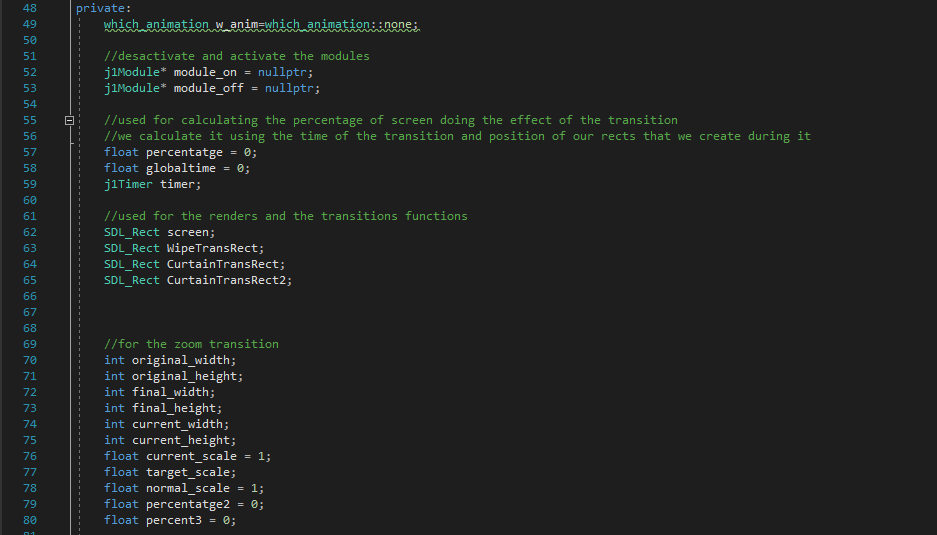 48 private:
49 which_animation w_anim=which_animation::none;
50
51 //desactivate and activate the modules
52 j1Module* module_on = nullptr;
53 j1Module* module_off = nullptr;
54
55 //used for calculating the percentage of screen doing the effect of the transition
56 //we calculate it using the time of the transition and position of our rects that we create during it
57 float percentatge = 0;
58 float globaltime = 0;
59 j1Timer timer;
60
61 //used for the renders and the transitions functions
62 SDL_Rect screen;
63 SDL_Rect WipeTransRect;
64 SDL_Rect CurtainTransRect;
65 SDL_Rect CurtainTransRect2;
66
67
68
69 //for the zoom transition
70 int original_width;
71 int original_height;
72 int final_width;
73 int final_height;
74 int current_width;
75 int current_height;
76 float current_scale = 1;
77 float target_scale;
78 float normal_scale = 1;
79 float percentatge2 = 0;
80 float percent3 = 0;